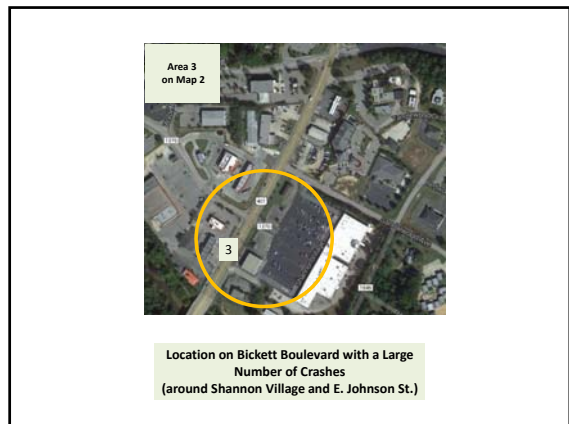 Area 3
on Map 2
401
3
Location on Bickett Boulevard with a Large
Number of Crashes
(around Shannon Village and E. Johnson St.)